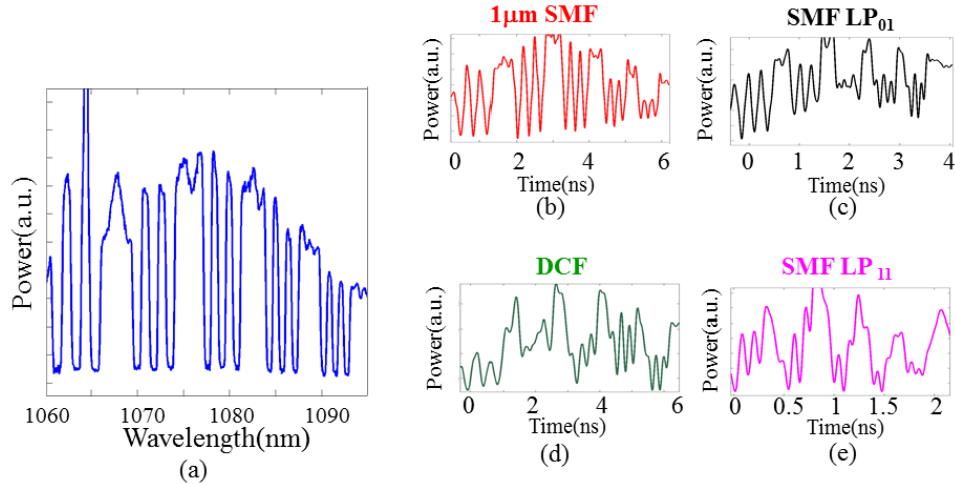 Power(a.u.)
1060 1070 1080 1090
Wavelength(nm)
(a)
1μm SMF
Power(a.u.)
0 2 4 6
Time(ns)
(b)
SMF LP01
Power(a.u.)
0 1 2 3 4
Time(ns)
(c)
DCF
Power(a.u.)
0 2 4 6
Time(ns)
(d)
SMF LP 11
Power(a.u.)
0 0.5 1 1.5 2
Time(ns)
(e)